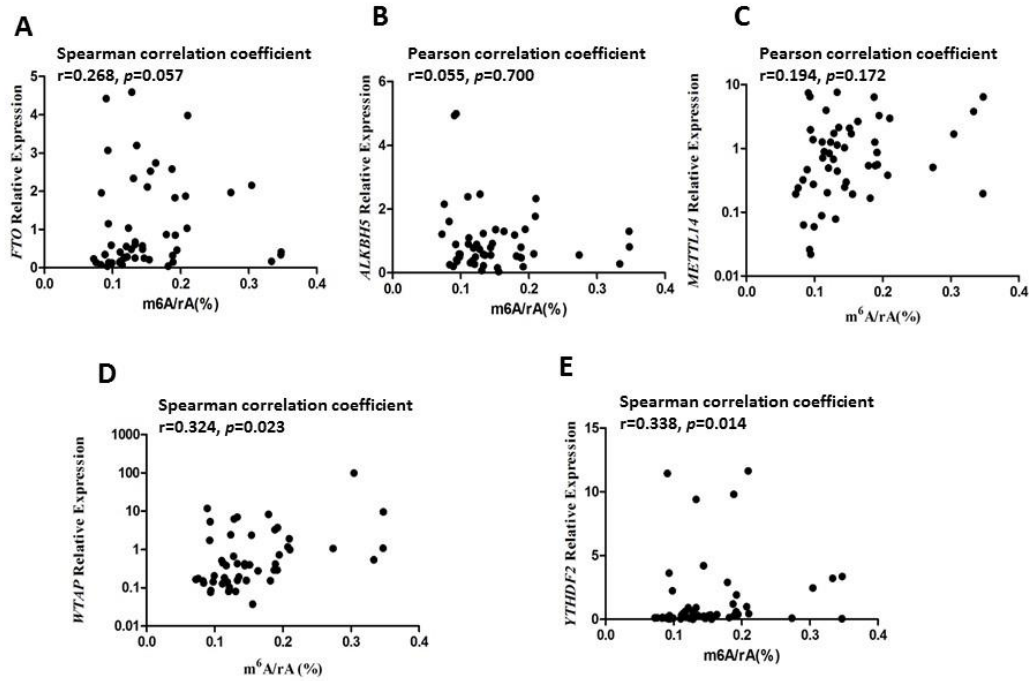 A
Spearman correlation coefficient
r=0.268, p=0.057
FTO Relative Expression
5
4
3
2
1
0
0.0 0.1 0.2 0.3 0.4
m6A/rA(%)
B
Pearson correlation coefficient
r=0.055, p=0.700
ALKBH5 Relative Expression
6
4
2
0
0.0 0.1 0.2 0.3 0.4
m6A/rA(%)
C
Pearson correlation coefficient
r=0.194, p=0.172
METTL14 Relative Expression
10
1
0.1
0.01
0.0 0.1 0.2 0.3 0.4
m⁶A/rA(%)
D
Spearman correlation coefficient
r=0.324, p=0.023
WTAP Relative Expression
1000
100
10
1
0.1
0.01
0.0 0.1 0.2 0.3 0.4
m⁶A/rA (%)
E
Spearman correlation coefficient
r=0.338, p=0.014
YTHDF2 Relative Expression
15
10
5
0
0.0 0.1 0.2 0.3 0.4
m6A/rA(%)